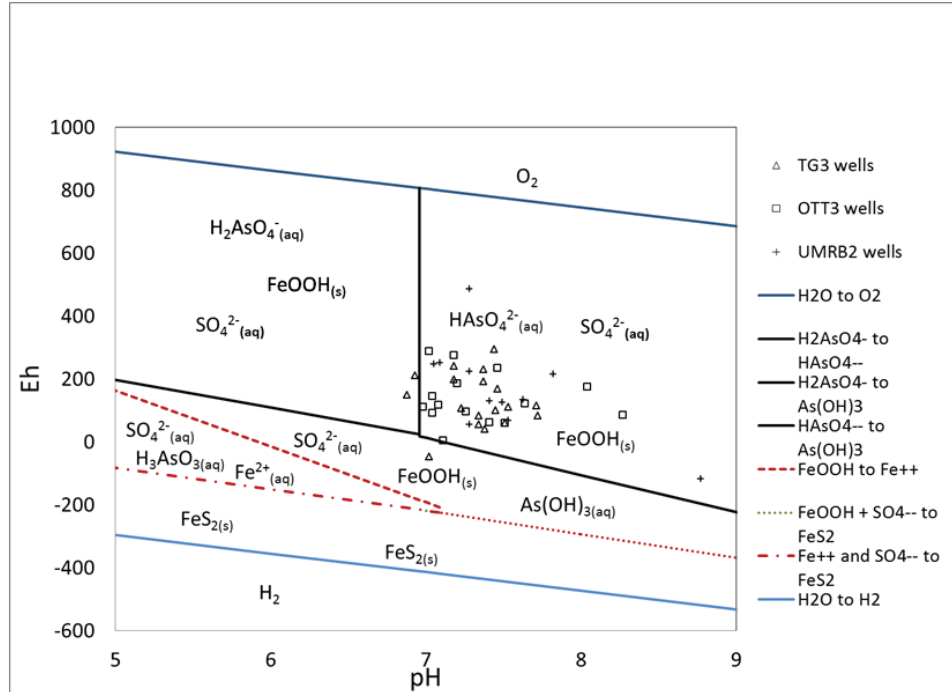 1000
800
600
400
200
0
-200
-400
-600
Eh
5
6
7
8
9
pH
O₂
H₂AsO₄⁻(aq)
FeOOH(s)
SO₄²⁻(aq)
HAsO₄²⁻(aq)
SO₄²⁻(aq)
FeOOH(s)
SO₄²⁻(aq)
SO₄²⁻(aq)
H₃AsO₃(aq)
Fe²⁺(aq)
FeOOH(s)
As(OH)₃(aq)
FeS₂(s)
FeS₂(s)
H₂
TG3 wells
OTT3 wells
UMRB2 wells
H2O to O2
H2AsO4- to
HAsO4--
H2AsO4- to
As(OH)3
HAsO4-- to
As(OH)3
FeOOH to Fe++
FeOOH + SO4-- to
FeS2
Fe++ and SO4-- to
FeS2
H2O to H2